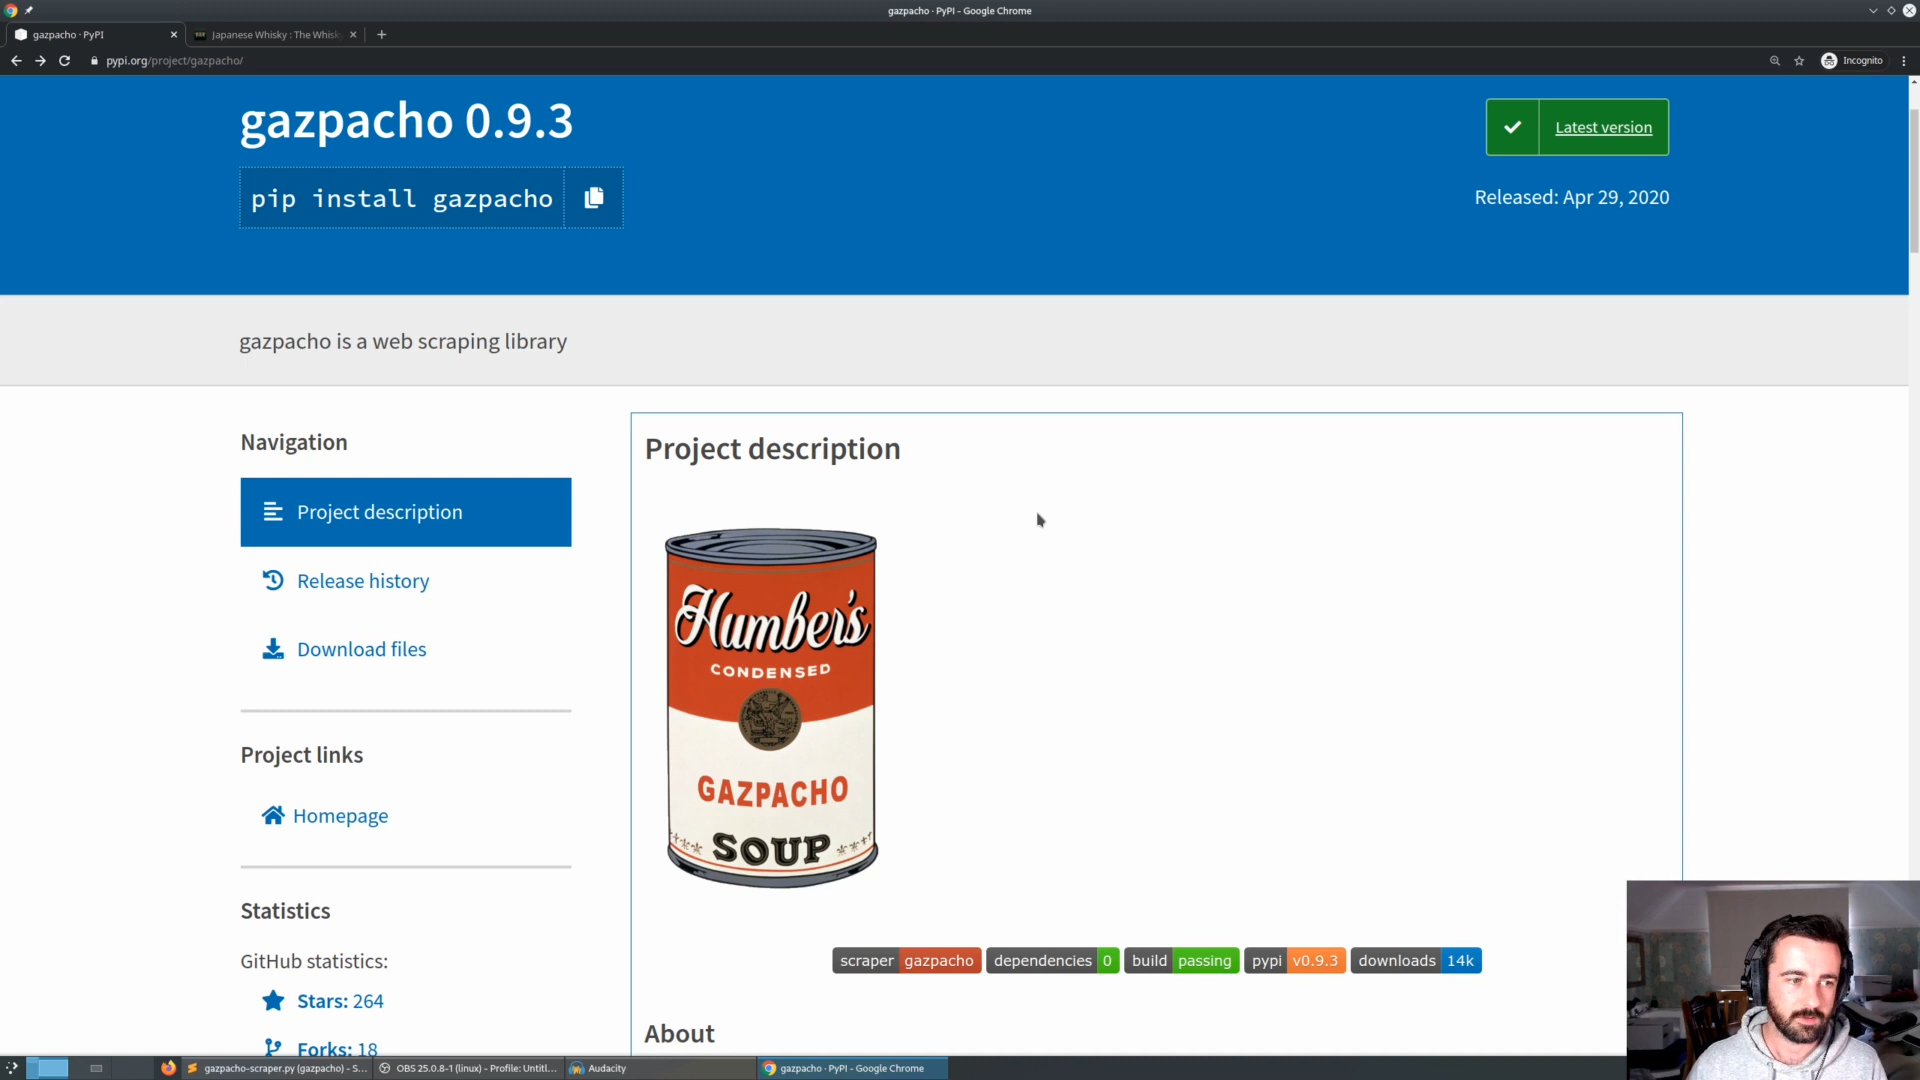 gazpacho · PyPI - Google Chrome
gazpacho · PyPI
Japanese Whisky : The Whisk
pypi.org/project/gazpacho/
Incognito
gazpacho 0.9.3
Latest version
pip install gazpacho
Released: Apr 29, 2020
gazpacho is a web scraping library
Navigation
Project description
Release history
Download files
Project links
Homepage
Statistics
GitHub statistics:
Stars: 264
Forks: 18
Project description
Humber's
CONDENSED
GAZPACHO
SOUP
scraper gazpacho dependencies 0 build passing pypi v0.9.3 downloads 14k
About
gazpacho-scraper.py (gazpacho) - S...
OBS 25.0.8-1 (linux) - Profile: Untitl...
Audacity
gazpacho · PyPI - Google Chrome